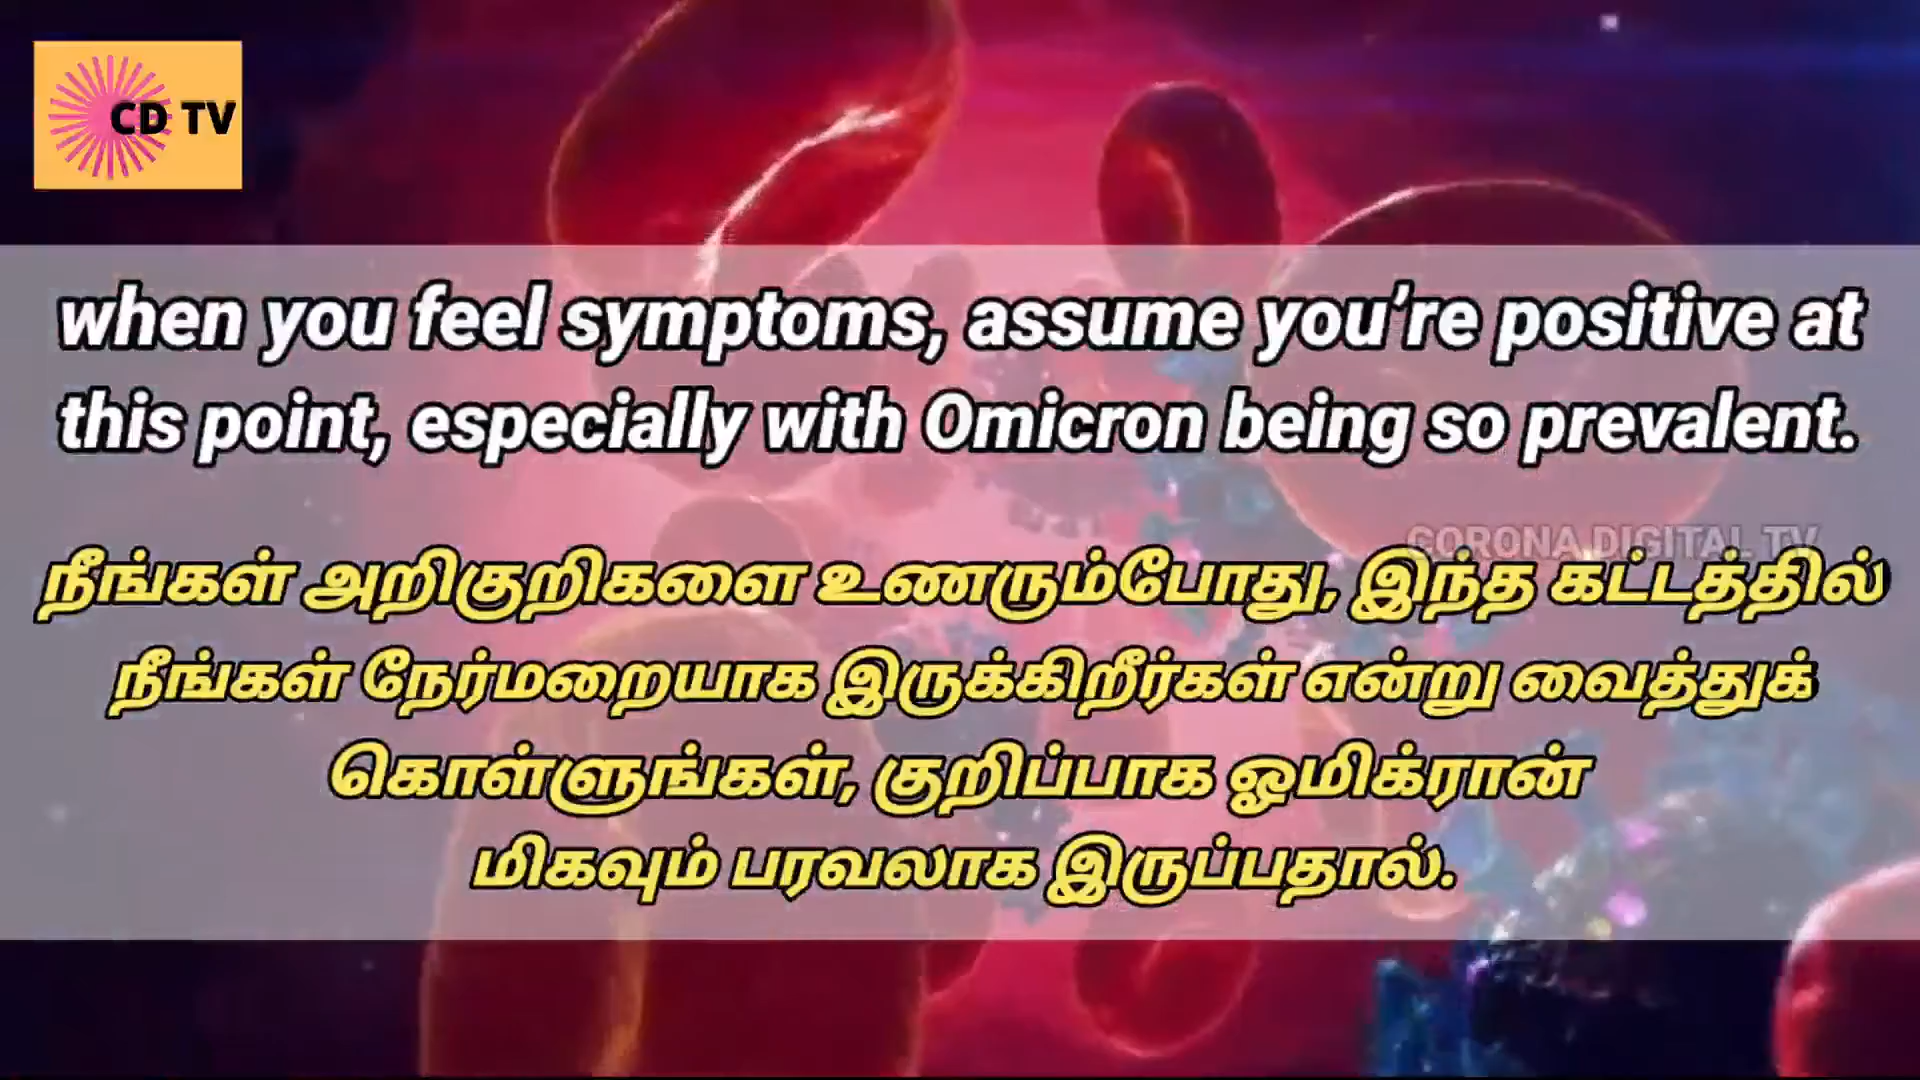 CD TV
when you feel symptoms, assume you’re positive at
this point, especially with Omicron being so prevalent.
CORONA DIGITAL TV
நீங்கள் அறிகுறிகளை உணரும்போது, இந்த கட்டத்தில்
நீங்கள் நேர்மறையாக இருக்கிறீர்கள் என்று வைத்துக்
கொள்ளுங்கள், குறிப்பாக ஓமிக்ரான்
மிகவும் பரவலாக இருப்பதால்.